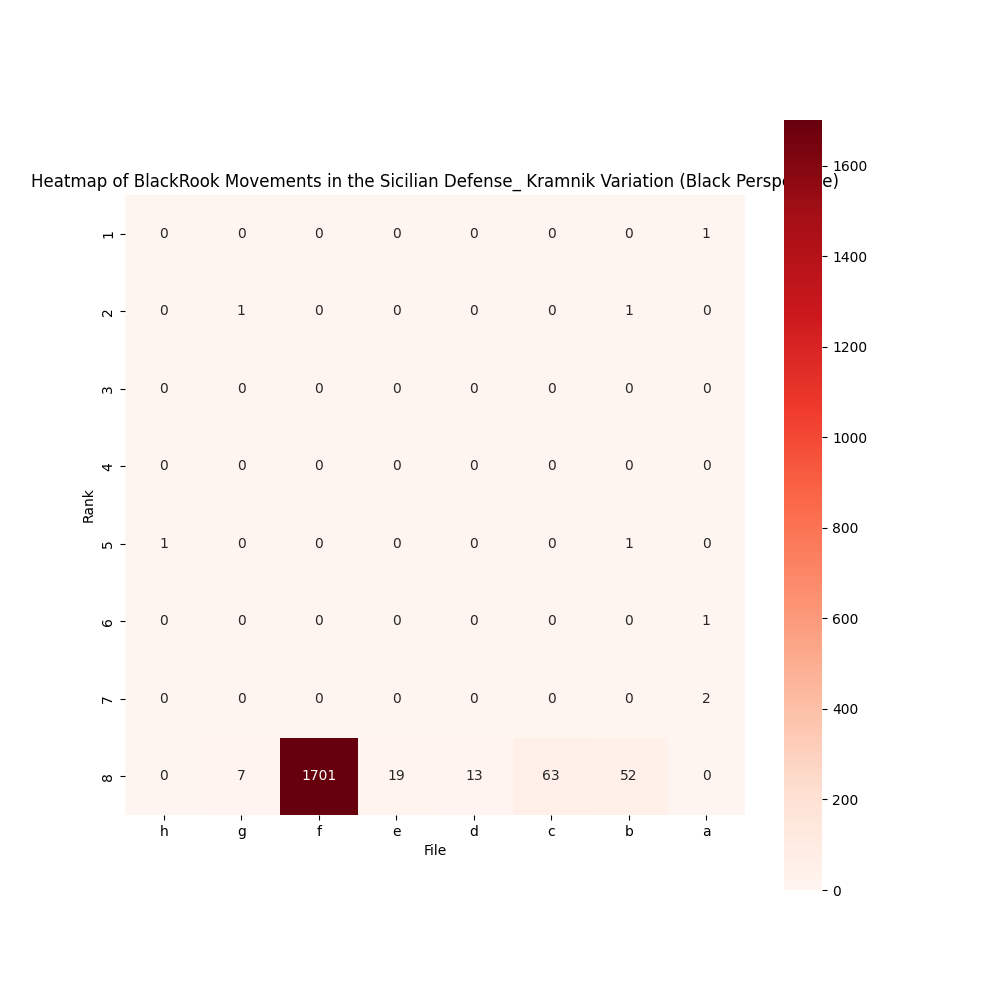 Heatmap of BlackRook Movements in the Sicilian Defense_ Kramnik Variation (Black Persp e)
1 0 0 0 0 0 0 0 1
2 0 1 0 0 0 0 1 0
3 0 0 0 0 0 0 0 0
4 0 0 0 0 0 0 0 0
Rank
5 1 0 0 0 0 0 1 0
6 0 0 0 0 0 0 0 1
7 0 0 0 0 0 0 0 2
8 0 7 1701 19 13 63 52 0
h g f e d c b a
File
1600
1400
1200
1000
800
600
400
200
0